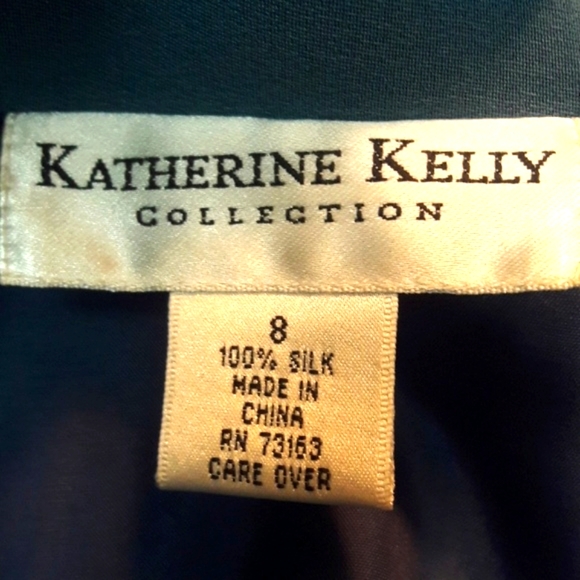 KATHERINE KELLY
COLLECTION
8
100% SILK
MADE IN
CHINA
RN 73163
CARE OVER